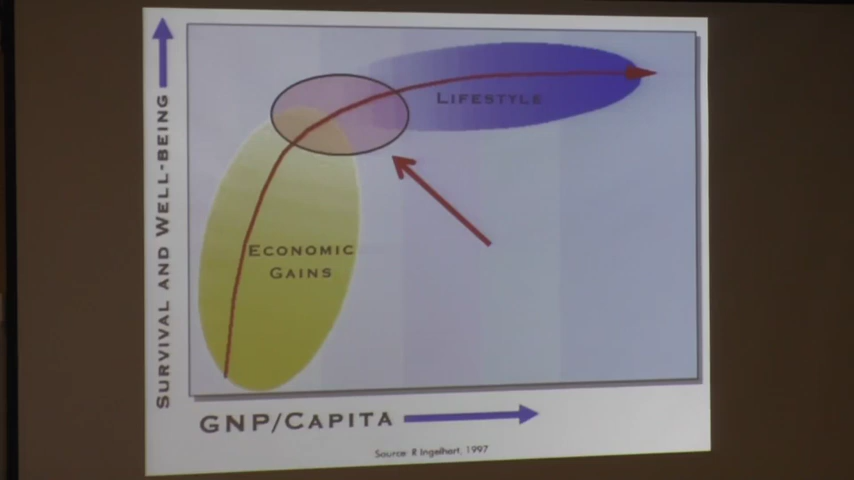 SURVIVAL AND WELL-BEING
LIFESTYLE
ECONOMIC
GAINS
GNP/CAPITA
Source: R Ingelhart, 1997